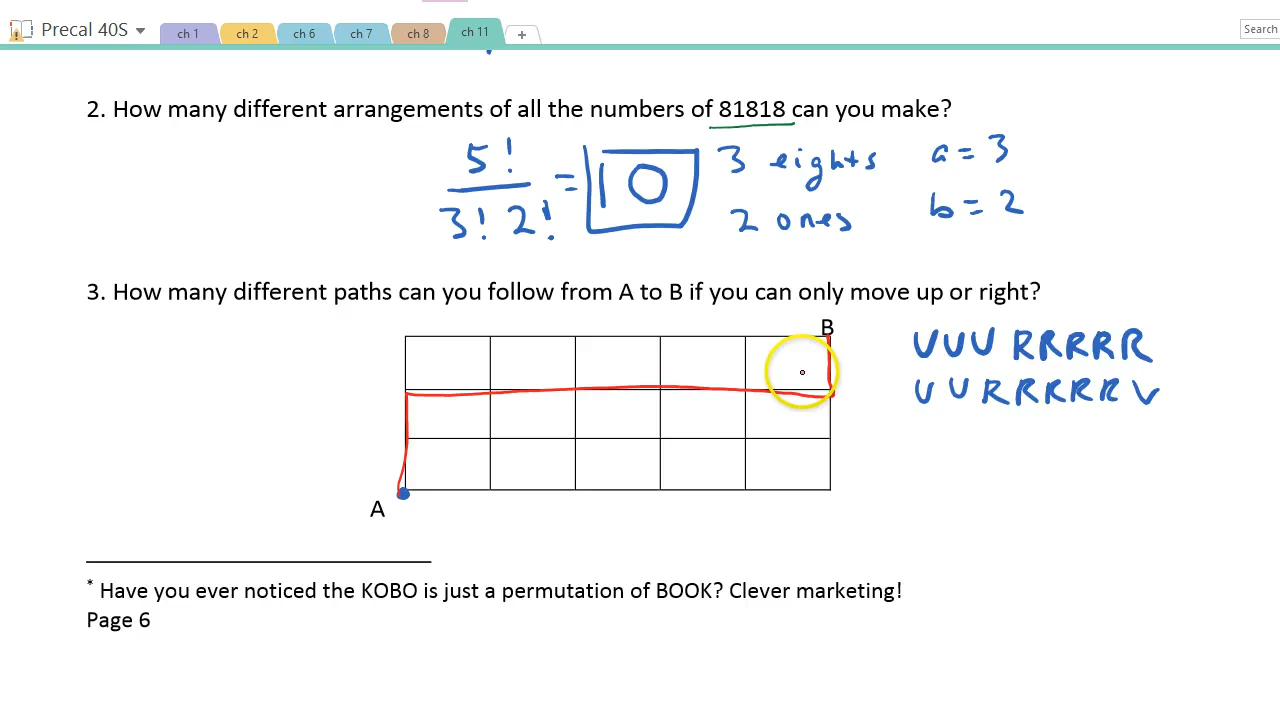 Precal 40S ch 1 ch 2 ch 6 ch 7 ch 8 ch 11 + Search
2. How many different arrangements of all the numbers of 81818 can you make?
5! / 3! 2! = 10
3 eights a = 3
2 ones b = 2
3. How many different paths can you follow from A to B if you can only move up or right?
B
UUU RRRRR
UURRRRRU
A
* Have you ever noticed the KOBO is just a permutation of BOOK? Clever marketing!
Page 6